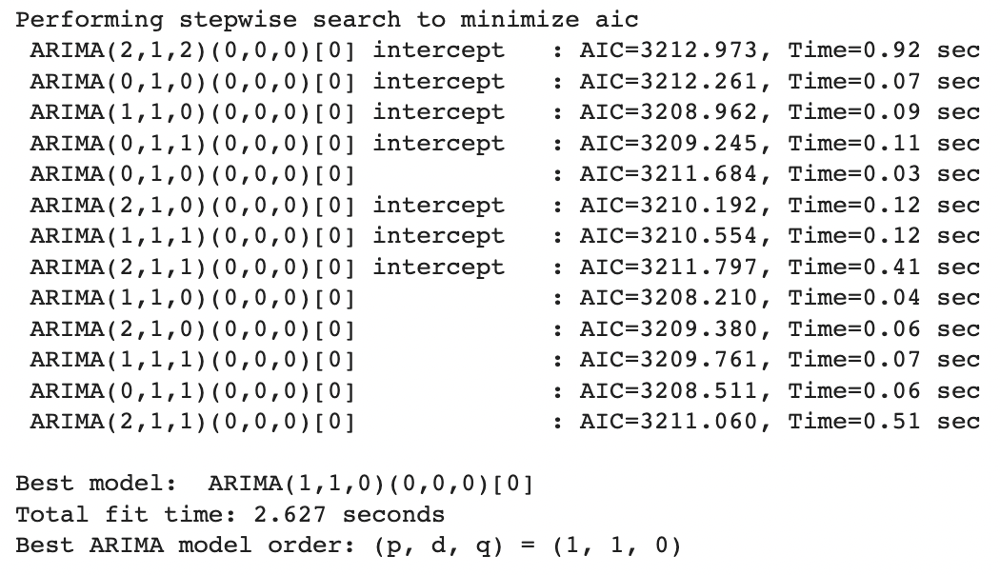 Performing stepwise search to minimize aic
 ARIMA(2,1,2)(0,0,0)[0] intercept   : AIC=3212.973, Time=0.92 sec
 ARIMA(0,1,0)(0,0,0)[0] intercept   : AIC=3212.261, Time=0.07 sec
 ARIMA(1,1,0)(0,0,0)[0] intercept   : AIC=3208.962, Time=0.09 sec
 ARIMA(0,1,1)(0,0,0)[0] intercept   : AIC=3209.245, Time=0.11 sec
 ARIMA(0,1,0)(0,0,0)[0]             : AIC=3211.684, Time=0.03 sec
 ARIMA(2,1,0)(0,0,0)[0] intercept   : AIC=3210.192, Time=0.12 sec
 ARIMA(1,1,1)(0,0,0)[0] intercept   : AIC=3210.554, Time=0.12 sec
 ARIMA(2,1,1)(0,0,0)[0] intercept   : AIC=3211.797, Time=0.41 sec
 ARIMA(1,1,0)(0,0,0)[0]             : AIC=3208.210, Time=0.04 sec
 ARIMA(2,1,0)(0,0,0)[0]             : AIC=3209.380, Time=0.06 sec
 ARIMA(1,1,1)(0,0,0)[0]             : AIC=3209.761, Time=0.07 sec
 ARIMA(0,1,1)(0,0,0)[0]             : AIC=3208.511, Time=0.06 sec
 ARIMA(2,1,1)(0,0,0)[0]             : AIC=3211.060, Time=0.51 sec

Best model:  ARIMA(1,1,0)(0,0,0)[0]
Total fit time: 2.627 seconds
Best ARIMA model order: (p, d, q) = (1, 1, 0)